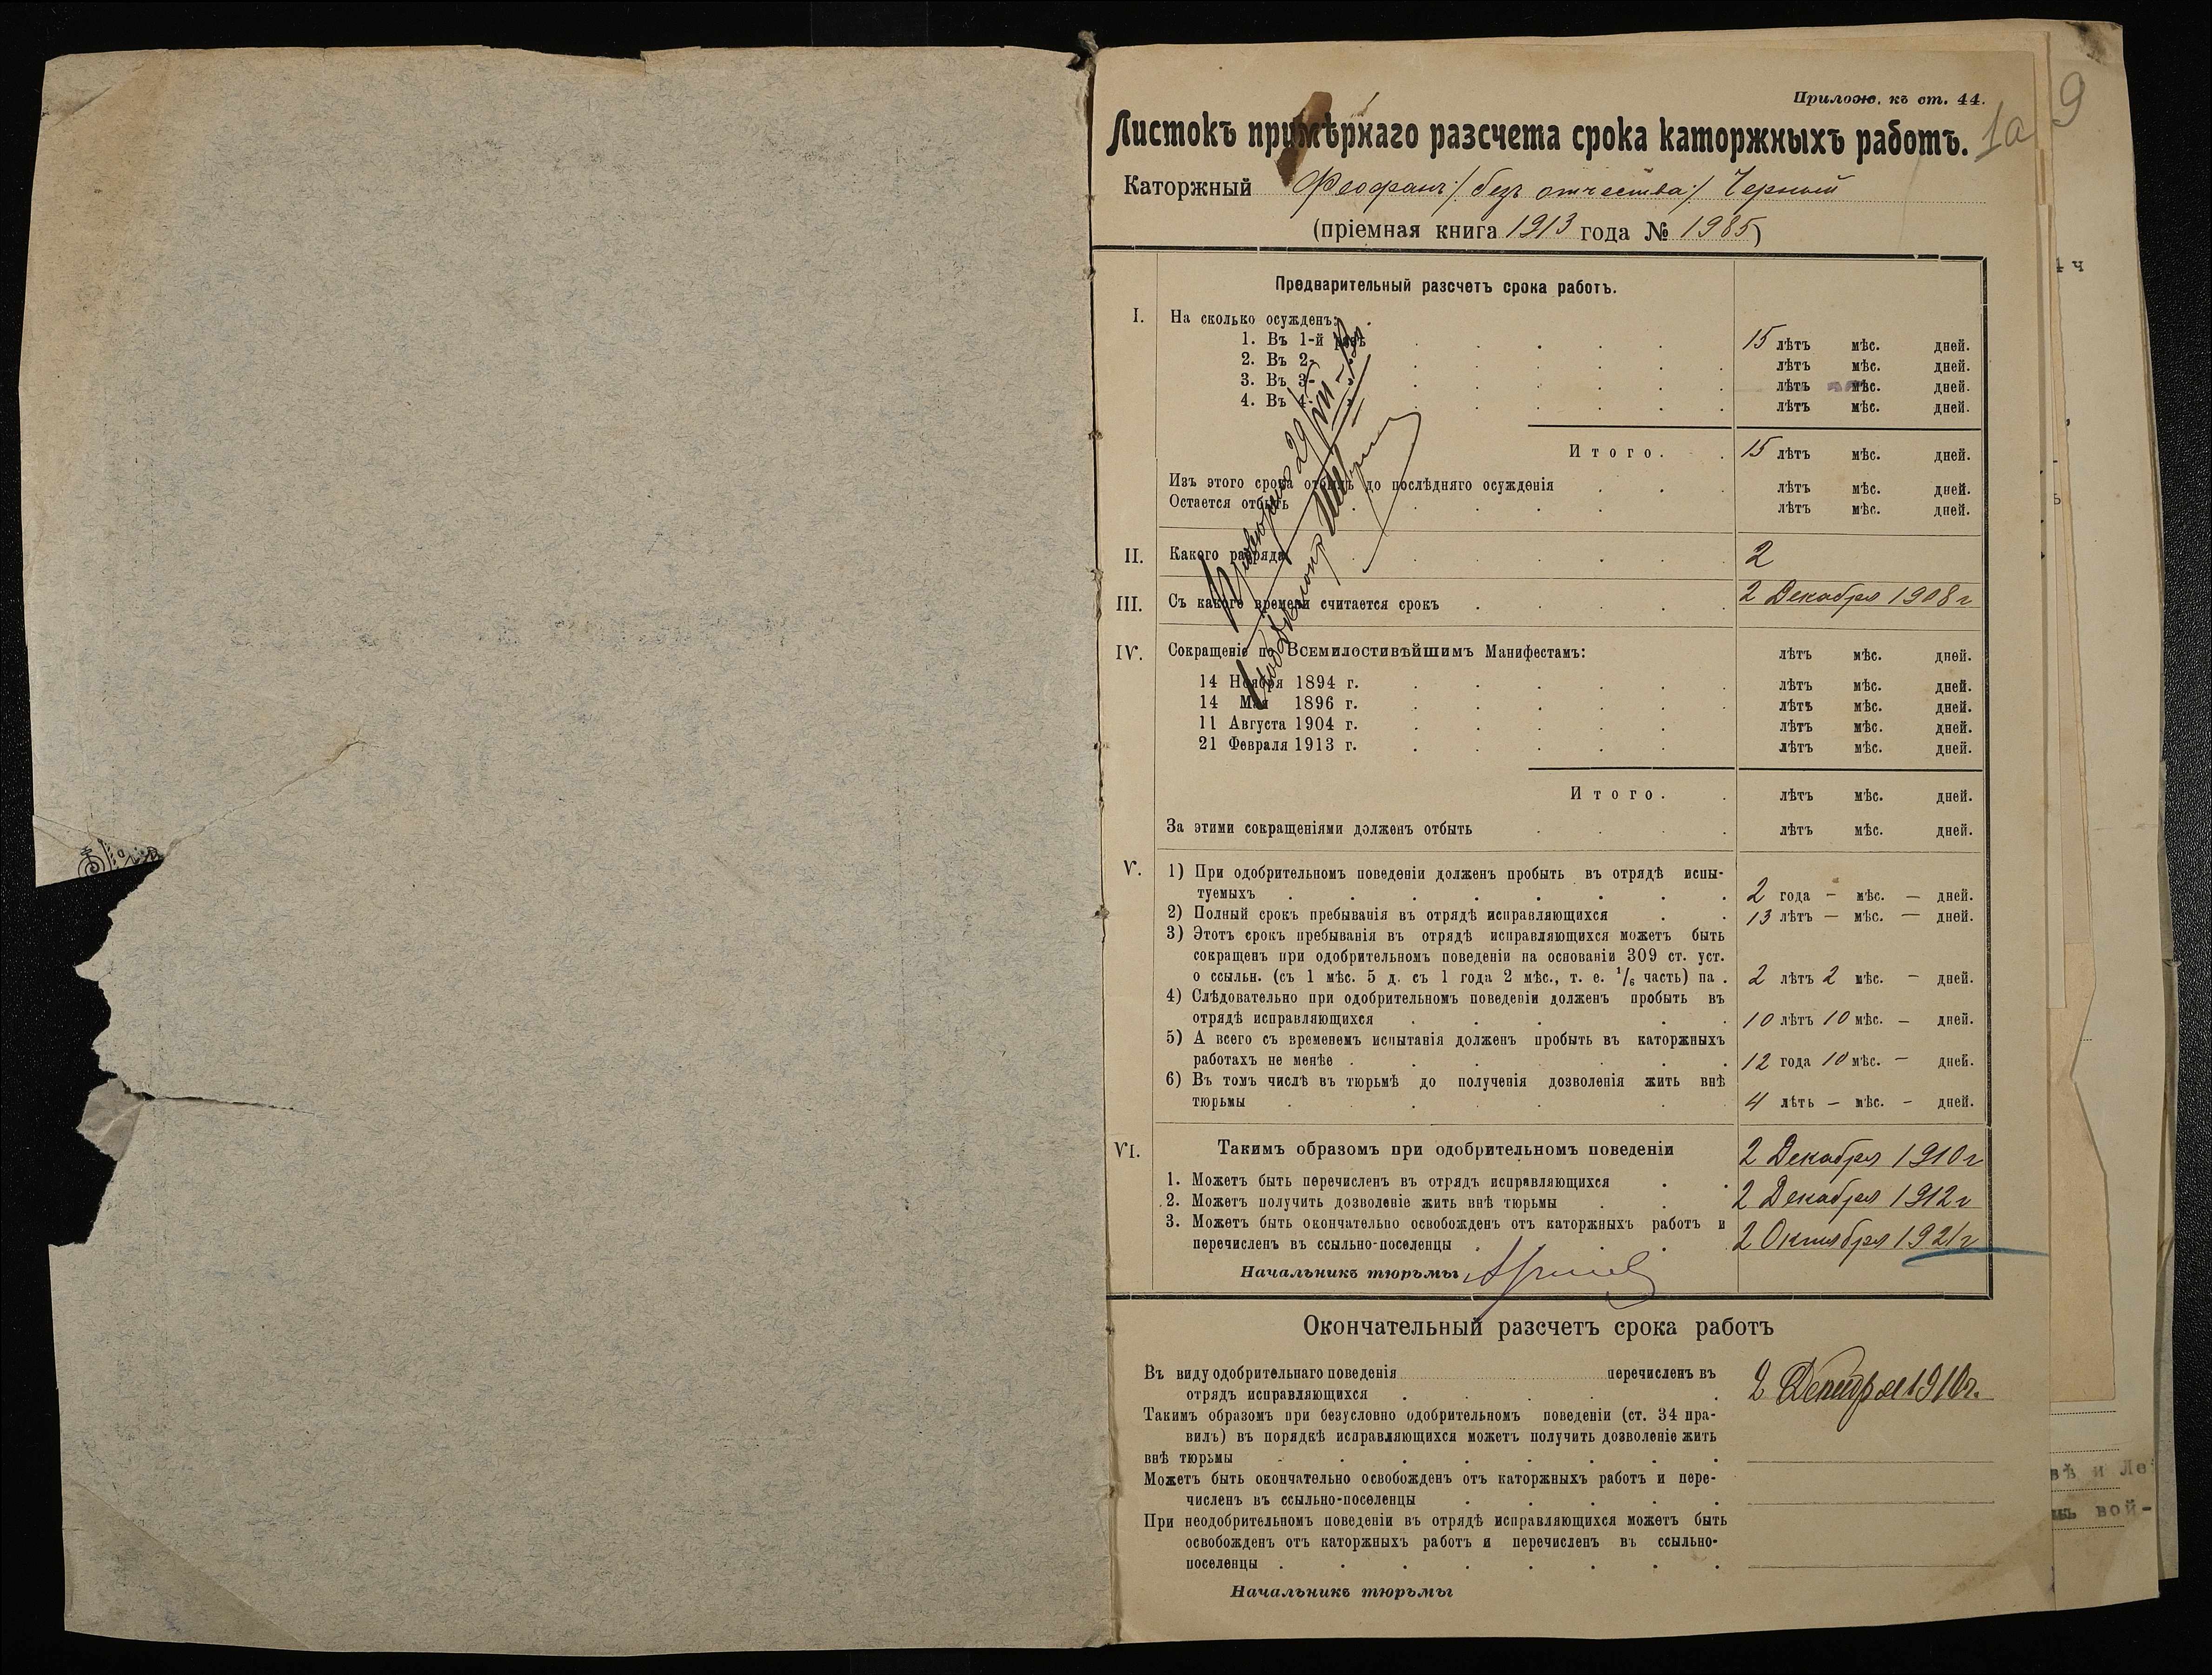 Прилож. къ ст. 44.
1а
9
Листокъ примѣрнаго разсчета срока каторжныхъ работъ.
Каторжный Феофанъ /безъ отчества/ Черный
(пріемная книга 1913 года № 1985)
Предварительный разсчетъ срока работъ.
I. На сколько осужденъ:
1. Въ 1-й разъ 15 лѣтъ мѣс. дней.
2. Въ 2- „ лѣтъ мѣс. дней.
3. Въ 3- „ лѣтъ мѣс. дней.
4. Въ 4- „ лѣтъ мѣс. дней.
Итого. 15 лѣтъ мѣс. дней.
Изъ этого срока отбылъ до послѣдняго осужденія лѣтъ мѣс. дней.
Остается отбыть лѣтъ мѣс. дней.
II. Какого разряда 2
III. Съ какого времени считается срокъ 2 Декабря 1908 г
IV. Сокращеніе по Всемилостивѣйшимъ Манифестамъ: лѣтъ мѣс. дней.
14 Ноября 1894 г. лѣтъ мѣс. дней.
14 Мая 1896 г. лѣтъ мѣс. дней.
11 Августа 1904 г. лѣтъ мѣс. дней.
21 Февраля 1913 г. лѣтъ мѣс. дней.
Итого. лѣтъ мѣс. дней.
За этими сокращеніями долженъ отбыть лѣтъ мѣс. дней.
V. 1) При одобрительномъ поведеніи долженъ пробыть въ отрядѣ испы-
туемыхъ 2 года - мѣс. - дней.
2) Полный срокъ пребыванія въ отрядѣ исправляющихся 13 лѣтъ - мѣс. - дней.
3) Этотъ срокъ пребыванія въ отрядѣ исправляющихся можетъ быть
сокращенъ при одобрительномъ поведеніи на основаніи 309 ст. уст.
о ссыльн. (съ 1 мѣс. 5 д. съ 1 года 2 мѣс., т. е. 1/6 часть) на . 2 лѣтъ 2 мѣс. - дней.
4) Слѣдовательно при одобрительномъ поведеніи долженъ пробыть въ
отрядѣ исправляющихся 10 лѣтъ 10 мѣс. - дней.
5) А всего съ временемъ испытанія долженъ пробыть въ каторжныхъ
работахъ не менѣе 12 года 10 мѣс. - дней.
6) Въ томъ числѣ въ тюрьмѣ до полученія дозволенія жить внѣ
тюрьмы 4 лѣтъ - мѣс. - дней.
VI. Такимъ образомъ при одобрительномъ поведеніи
1. Можетъ быть перечисленъ въ отрядъ исправляющихся 2 Декабря 1910 г
2. Можетъ получить дозволеніе жить внѣ тюрьмы 2 Декабря 1912 г
3. Можетъ быть окончательно освобожденъ отъ каторжныхъ работъ и
перечисленъ въ ссыльно-поселенцы 2 Октября 1921 г
Начальникъ тюрьмы
Окончательный разсчетъ срока работъ
Въ виду одобрительнаго поведенія перечисленъ въ
отрядъ исправляющихся 2 Декабря 1910 г.
Такимъ образомъ при безусловно одобрительномъ поведеніи (ст. 34 пра-
вилъ) въ порядкѣ исправляющихся можетъ получить дозволеніе жить
внѣ тюрьмы
Можетъ быть окончательно освобожденъ отъ каторжныхъ работъ и пере-
численъ въ ссыльно-поселенцы
При неодобрительномъ поведеніи въ отрядѣ исправляющихся можетъ быть
освобожденъ отъ каторжныхъ работъ и перечисленъ въ ссыльно-
поселенцы
Начальникъ тюрьмы